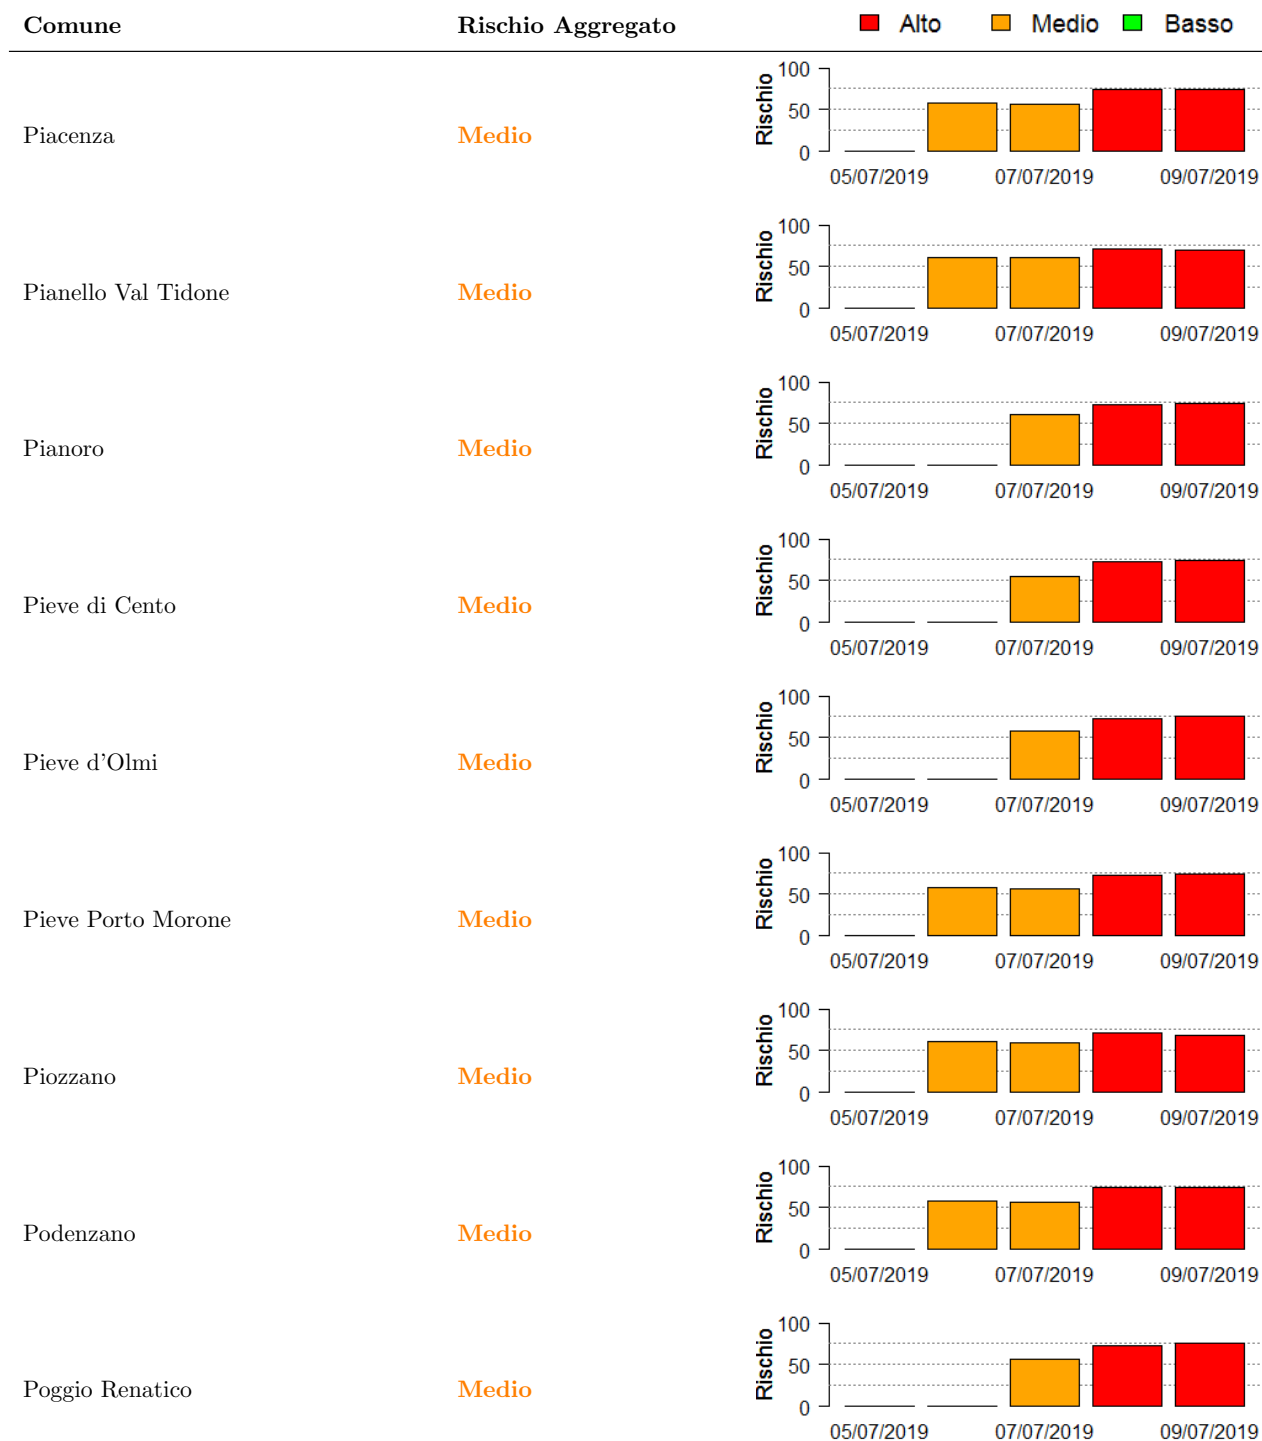 Comune Rischio Aggregato Alto Medio Basso
Piacenza Medio
Rischio
100
50
0
05/07/2019 07/07/2019 09/07/2019
Pianello Val Tidone Medio
Rischio
100
50
0
05/07/2019 07/07/2019 09/07/2019
Pianoro Medio
Rischio
100
50
0
05/07/2019 07/07/2019 09/07/2019
Pieve di Cento Medio
Rischio
100
50
0
05/07/2019 07/07/2019 09/07/2019
Pieve d'Olmi Medio
Rischio
100
50
0
05/07/2019 07/07/2019 09/07/2019
Pieve Porto Morone Medio
Rischio
100
50
0
05/07/2019 07/07/2019 09/07/2019
Piozzano Medio
Rischio
100
50
0
05/07/2019 07/07/2019 09/07/2019
Podenzano Medio
Rischio
100
50
0
05/07/2019 07/07/2019 09/07/2019
Poggio Renatico Medio
Rischio
100
50
0
05/07/2019 07/07/2019 09/07/2019